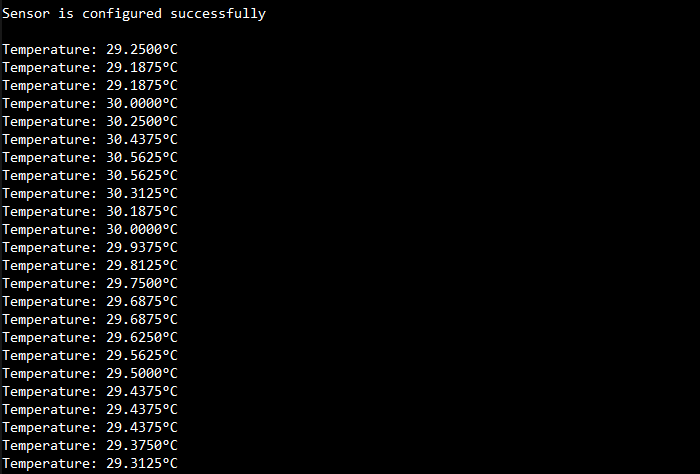 Sensor is configured successfully
Temperature: 29.2500°C
Temperature: 29.1875°C
Temperature: 29.1875°C
Temperature: 30.0000°C
Temperature: 30.2500°C
Temperature: 30.4375°C
Temperature: 30.5625°C
Temperature: 30.5625°C
Temperature: 30.3125°C
Temperature: 30.1875°C
Temperature: 30.0000°C
Temperature: 29.9375°C
Temperature: 29.8125°C
Temperature: 29.7500°C
Temperature: 29.6875°C
Temperature: 29.6875°C
Temperature: 29.6250°C
Temperature: 29.5625°C
Temperature: 29.5000°C
Temperature: 29.4375°C
Temperature: 29.4375°C
Temperature: 29.4375°C
Temperature: 29.3750°C
Temperature: 29.3125°C